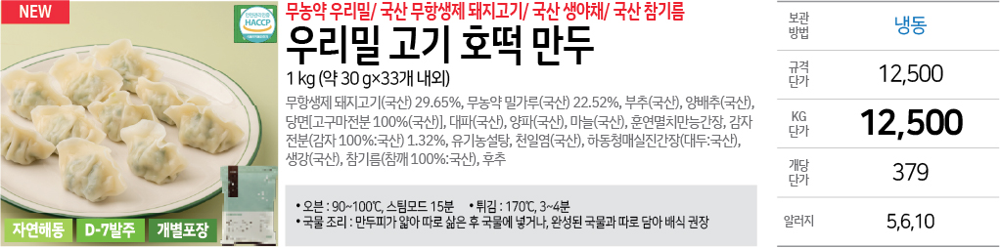 NEW
안전관리인증
HACCP
자연해동
D-7발주
개별포장
무농약 우리밀/ 국산 무항생제 돼지고기/ 국산 생야채/ 국산 참기름
우리밀 고기 호떡 만두
1 kg (약 30 g×33개 내외)
무항생제 돼지고기(국산) 29.65%, 무농약 밀가루(국산) 22.52%, 부추(국산), 양배추(국산),
당면[고구마전분 100%(국산)], 대파(국산), 양파(국산), 마늘(국산), 훈연멸치만능간장, 감자
전분(감자 100%:국산) 1.32%, 유기농설탕, 천일염(국산), 하동청매실진간장(대두:국산),
생강(국산), 참기름(참깨 100%:국산), 후추
• 오븐 : 90~100℃, 스팀모드 15분 • 튀김 : 170℃, 3~4분
• 국물 조리 : 만두피가 얇아 따로 삶은 후 국물에 넣거나, 완성된 국물과 따로 담아 배식 권장
보관
방법
냉동
규격
단가
12,500
KG
단가
12,500
개당
단가
379
알러지
5,6,10